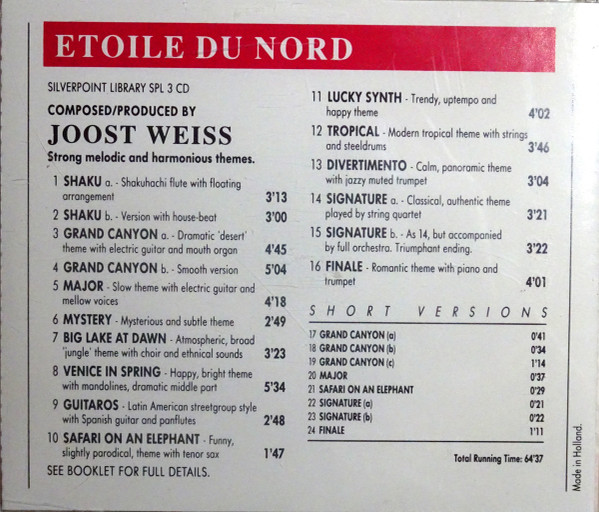 ETOILE DU NORD
SILVERPOINT LIBRARY SPL 3 CD
COMPOSED/PRODUCED BY
JOOST WEISS
Strong melodic and harmonious themes.
1 SHAKU a. - Shakuhachi flute with floating
arrangement 3'13
2 SHAKU b. - Version with house-beat 3'00
3 GRAND CANYON a. - Dramatic 'desert'
theme with electric guitar and mouth organ 4'45
4 GRAND CANYON b. - Smooth version 5'04
5 MAJOR - Slow theme with electric guitar and
mellow voices 4'18
6 MYSTERY - Mysterious and subtle theme 2'49
7 BIG LAKE AT DAWN - Atmospheric, broad
'jungle' theme with choir and ethnical sounds 3'23
8 VENICE IN SPRING - Happy, bright theme
with mandolines, dramatic middle part 5'34
9 GUITAROS - Latin American streetgroup style
with Spanish guitar and panflutes 2'48
10 SAFARI ON AN ELEPHANT - Funny,
slightly parodical, theme with tenor sax 1'47
SEE BOOKLET FOR FULL DETAILS.
11 LUCKY SYNTH - Trendy, uptempo and
happy theme 4'02
12 TROPICAL - Modern tropical theme with strings
and steeldrums 3'46
13 DIVERTIMENTO - Calm, panoramic theme
with jazzy muted trumpet 3'04
14 SIGNATURE a. - Classical, authentic theme
played by string quartet 3'21
15 SIGNATURE b. - As 14, but accompanied
by full orchestra. Triumphant ending. 3'22
16 FINALE - Romantic theme with piano and
trumpet 4'01
SHORT VERSIONS
17 GRAND CANYON (a) 0'41
18 GRAND CANYON (b) 0'34
19 GRAND CANYON (c) 1'14
20 MAJOR 0'37
21 SAFARI ON AN ELEPHANT 0'29
22 SIGNATURE (a) 0'21
23 SIGNATURE (b) 0'22
24 FINALE 1'11
Total Running Time: 64'37
Made in Holland.